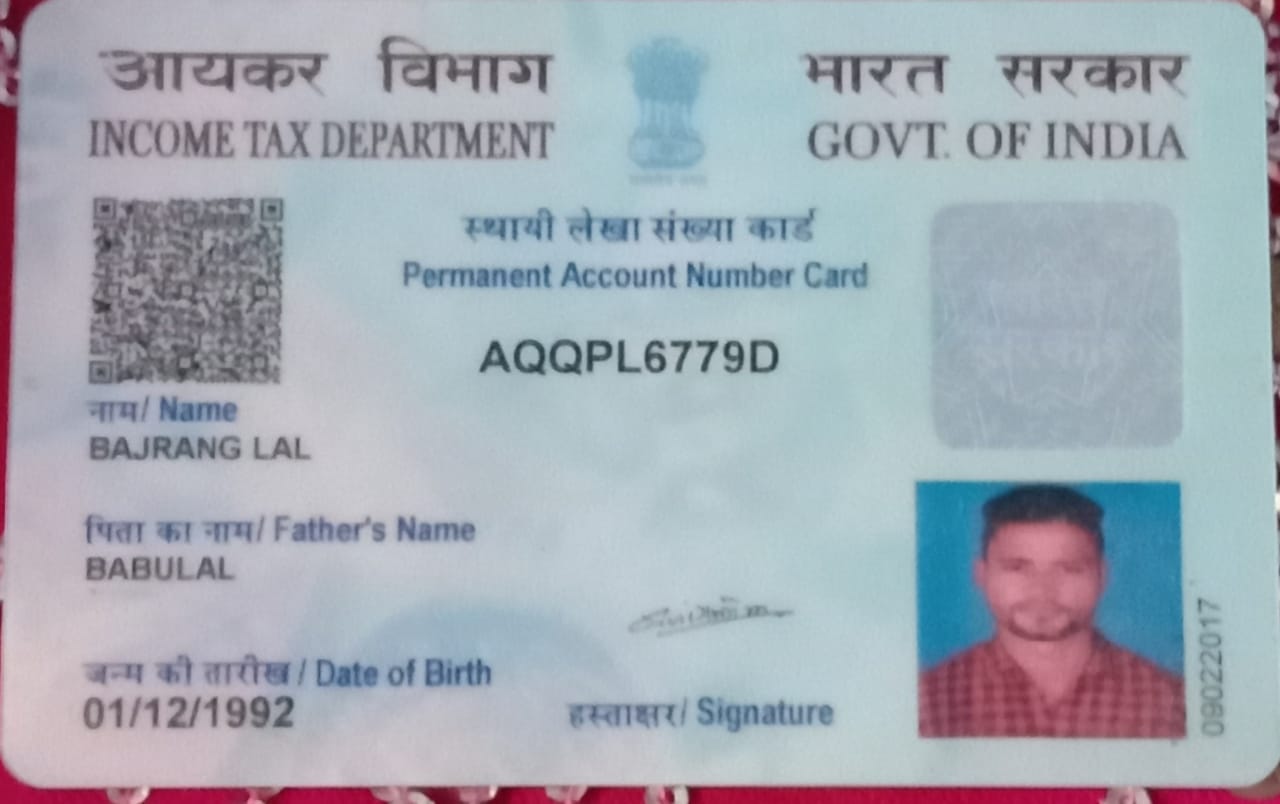 आयकर विभाग
INCOME TAX DEPARTMENT
भारत सरकार
GOVT. OF INDIA
स्थायी लेखा संख्या कार्ड
Permanent Account Number Card
AQQPL6779D
नाम/ Name
BAJRANG LAL
पिता का नाम/ Father's Name
BABULAL
जन्म की तारीख / Date of Birth
01/12/1992
हस्ताक्षर/ Signature
09022017